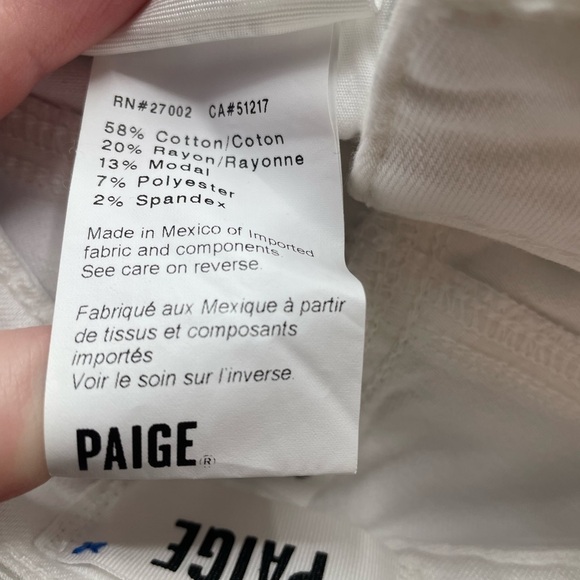 RN#27002 CA#51217
58% Cotton/Coton
20% Rayon/Rayonne
13% Modal
7% Polyester
2% Spandex
Made in Mexico of Imported
fabric and components
See care on reverse.
Fabriqué aux Mexique à partir
de tissus et composants
importés
Voir le soin sur l'inverse.
PAIGE®
PAIGE